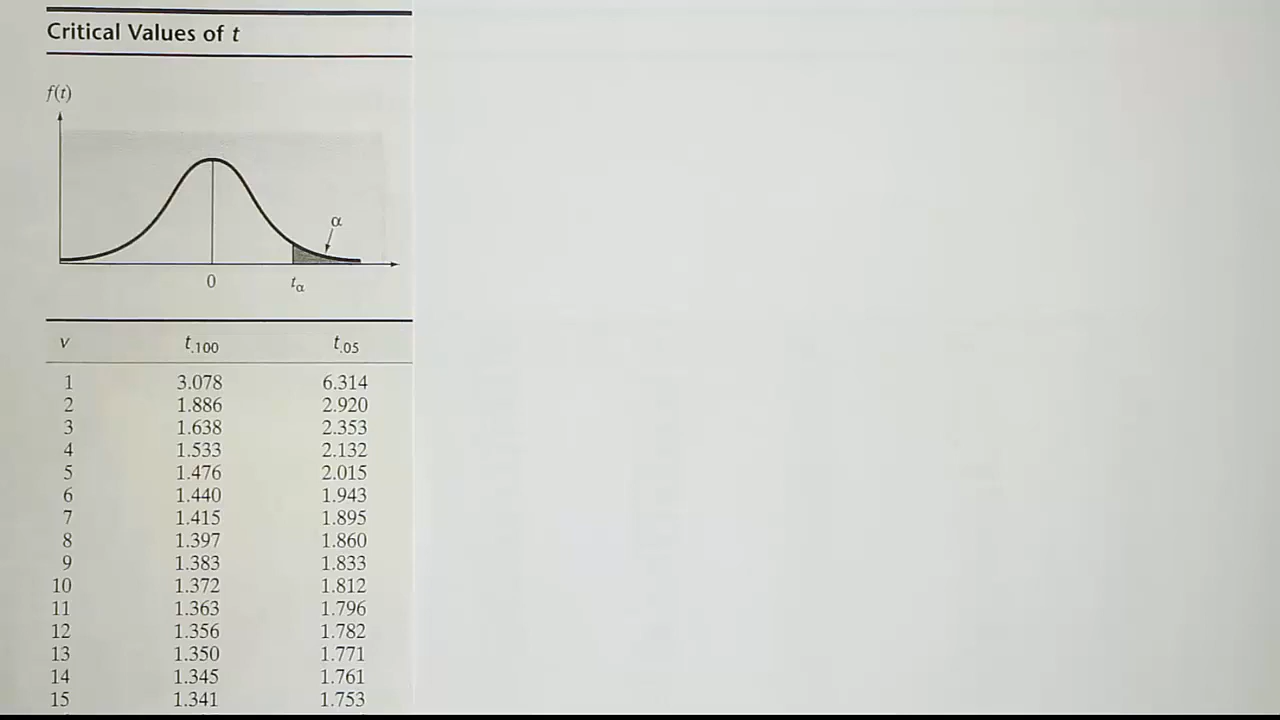 Critical Values of t
f(t)
α
0 tα
ν t.100 t.05
1 3.078 6.314
2 1.886 2.920
3 1.638 2.353
4 1.533 2.132
5 1.476 2.015
6 1.440 1.943
7 1.415 1.895
8 1.397 1.860
9 1.383 1.833
10 1.372 1.812
11 1.363 1.796
12 1.356 1.782
13 1.350 1.771
14 1.345 1.761
15 1.341 1.753